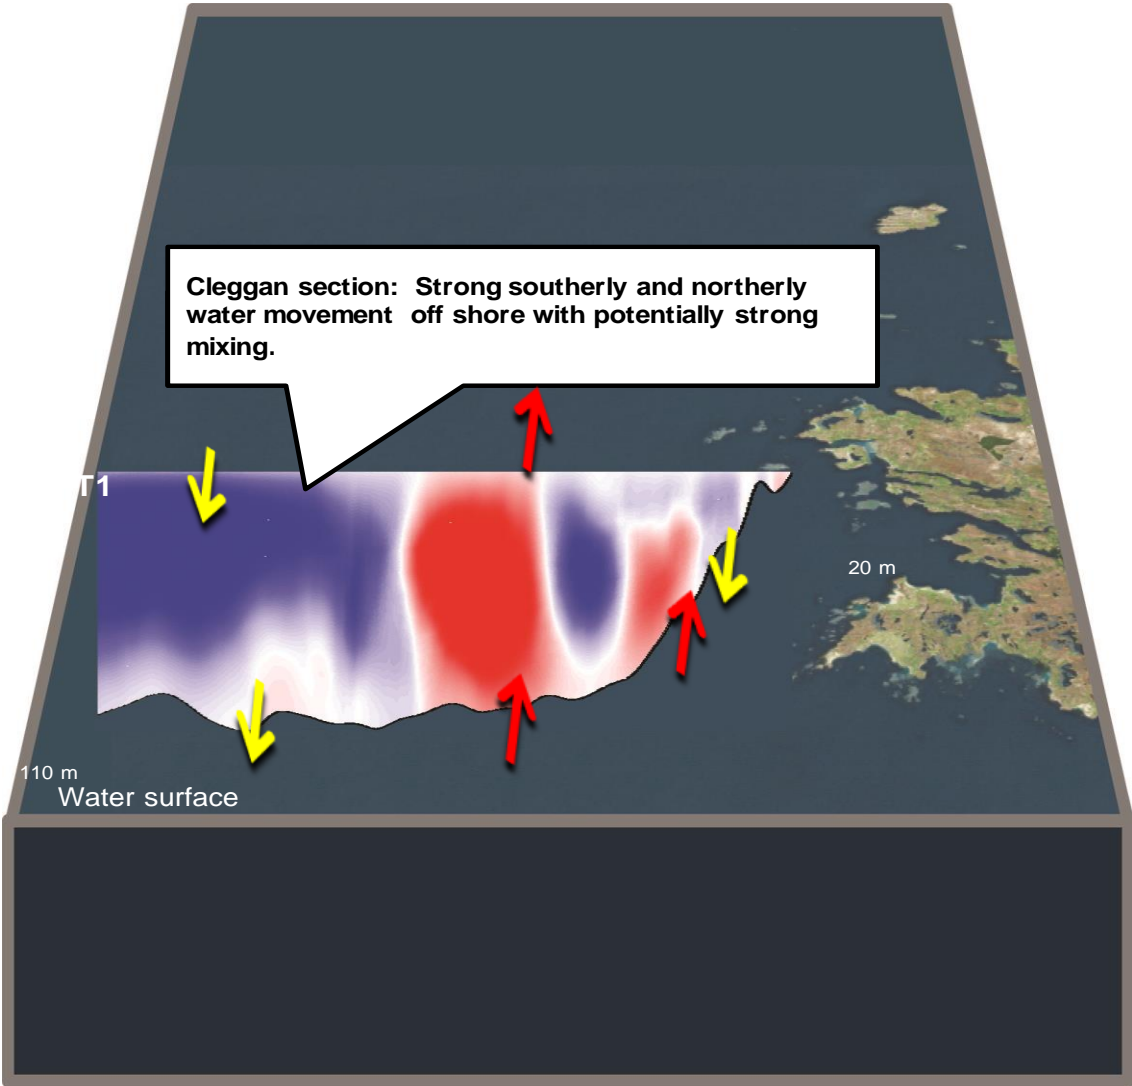 Cleggan section: Strong southerly and northerly
water movement off shore with potentially strong
mixing.
T1
20 m
110 m
Water surface